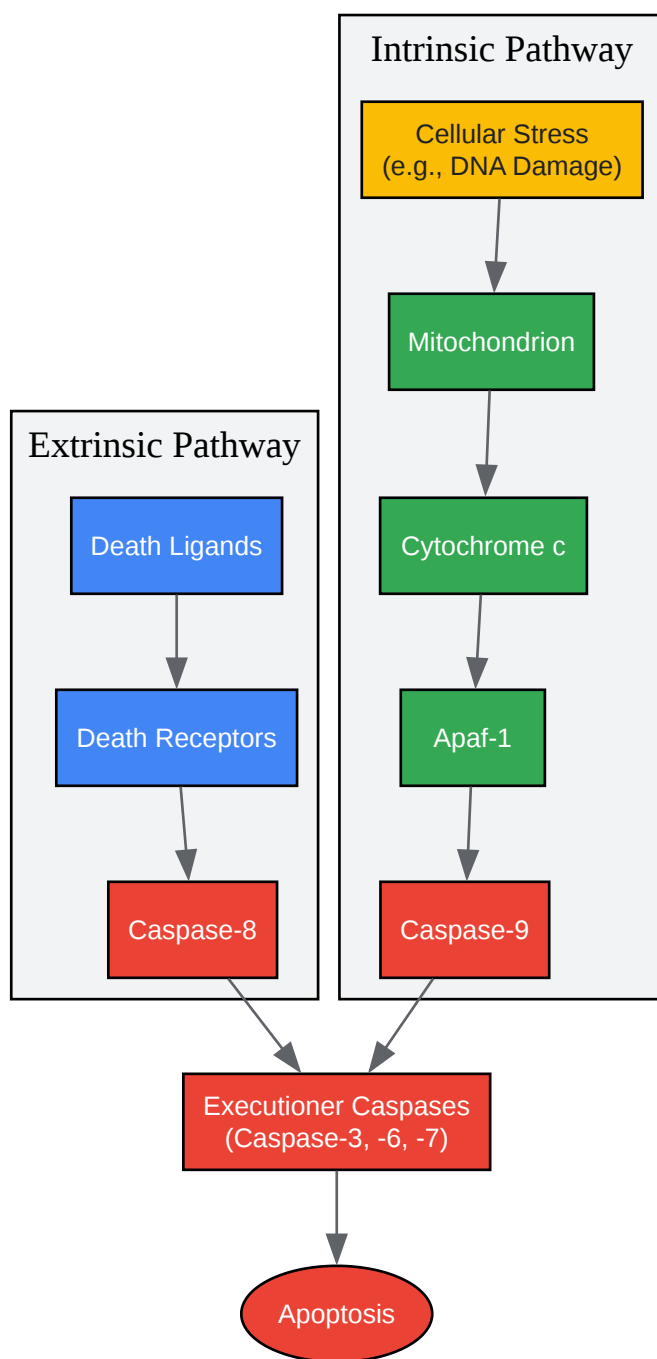 Intrinsic Pathway
Cellular Stress
(e.g., DNA Damage)
Mitochondrion
Cytochrome c
Apaf-1
Caspase-9
Extrinsic Pathway
Death Ligands
Death Receptors
Caspase-8
Executioner Caspases
(Caspase-3, -6, -7)
Apoptosis